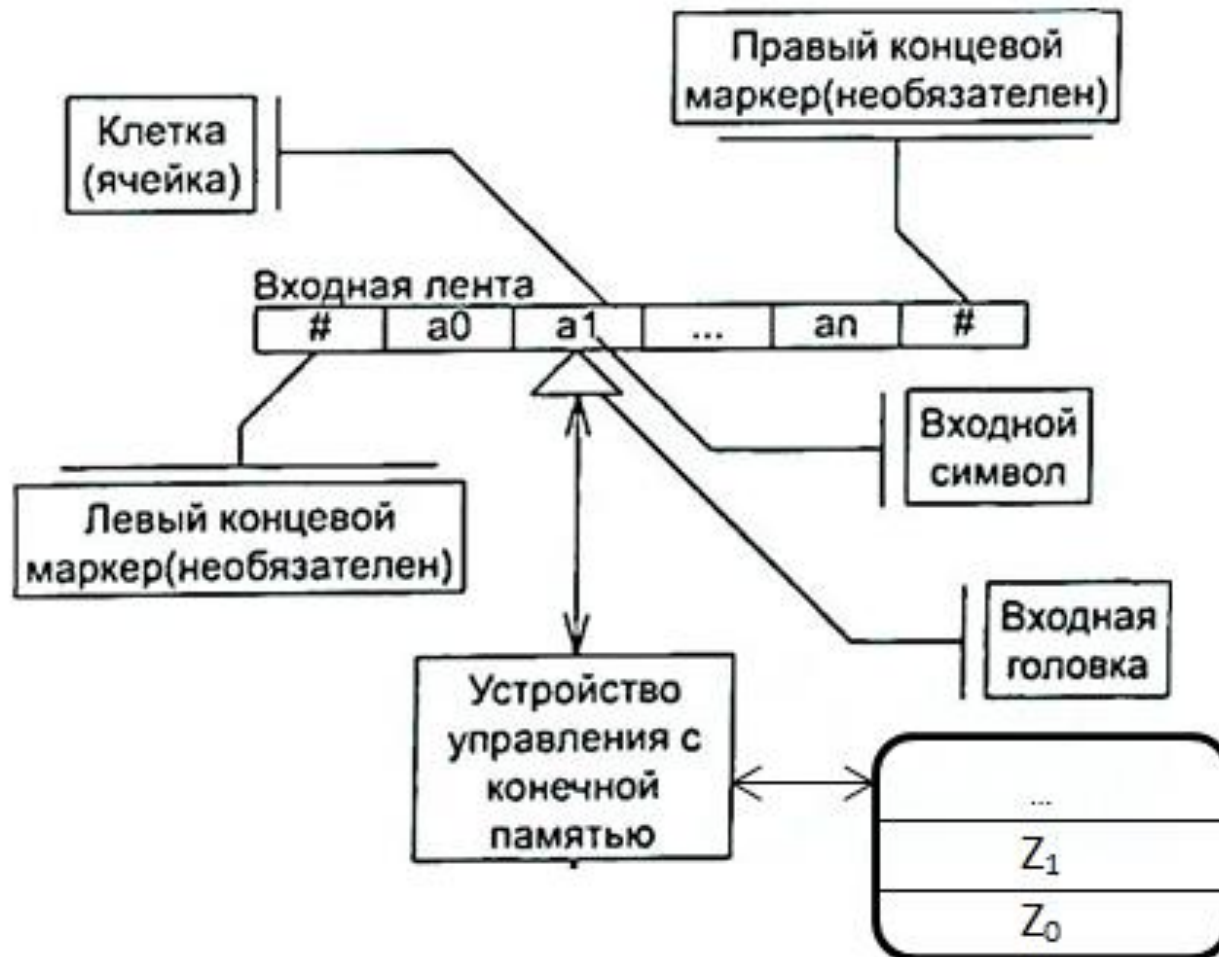 Правый концевой
маркер(необязателен)
Клетка
(ячейка)
Входная лента
# a0 a1 ... an #
Входной
символ
Левый концевой
маркер(необязателен)
Входная
головка
Устройство
управления с
конечной
памятью
...
Z₁
Z₀